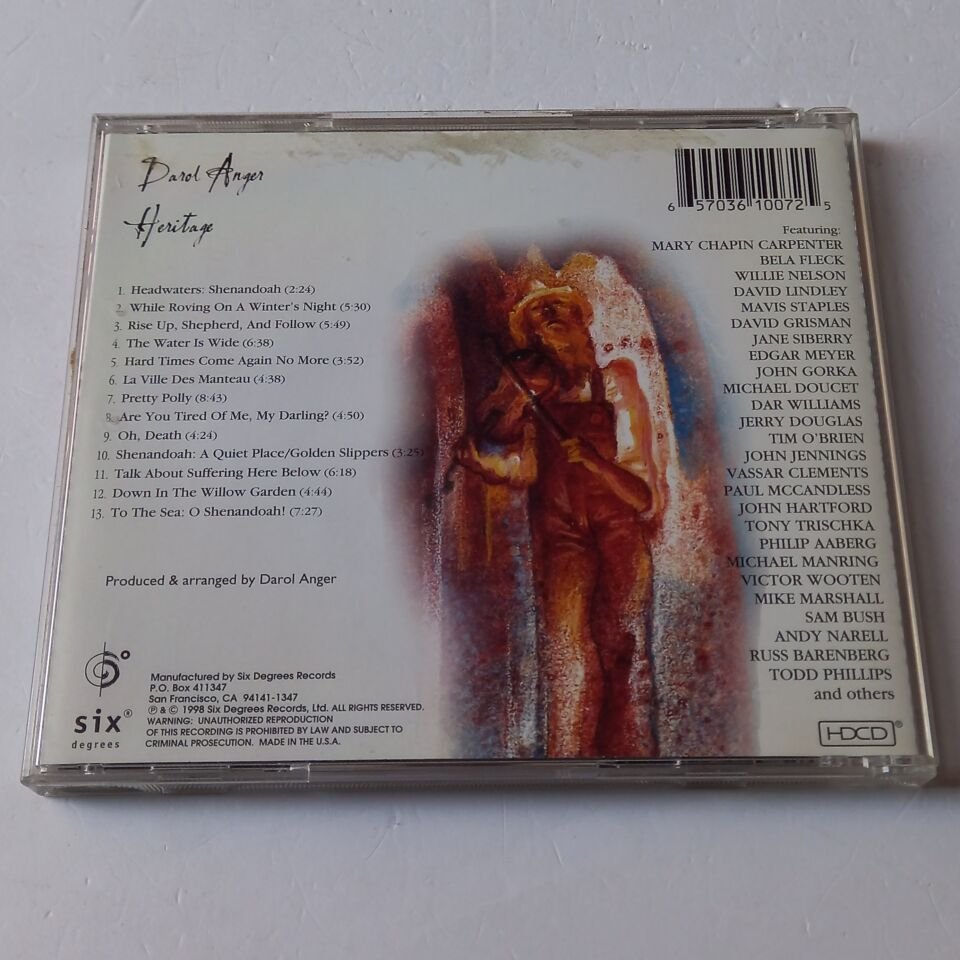 Darol Anger
Heritage
1. Headwaters: Shenandoah (2:24)
2. While Roving On A Winter's Night (5:30)
3. Rise Up, Shepherd, And Follow (5:49)
4. The Water Is Wide (6:38)
5. Hard Times Come Again No More (3:52)
6. La Ville Des Manteau (4:38)
7. Pretty Polly (8:43)
8. Are You Tired Of Me, My Darling? (4:50)
9. Oh, Death (4:24)
10. Shenandoah: A Quiet Place/Golden Slippers (3:25)
11. Talk About Suffering Here Below (6:18)
12. Down In The Willow Garden (4:44)
13. To The Sea: O Shenandoah! (7:27)
Produced & arranged by Darol Anger
six®
degrees
Manufactured by Six Degrees Records
P.O. Box 411347
San Francisco, CA 94141-1347
℗ & © 1998 Six Degrees Records, Ltd. ALL RIGHTS RESERVED.
WARNING: UNAUTHORIZED REPRODUCTION
OF THIS RECORDING IS PROHIBITED BY LAW AND SUBJECT TO
CRIMINAL PROSECUTION. MADE IN THE U.S.A.
6 57036 10072 5
Featuring:
MARY CHAPIN CARPENTER
BELA FLECK
WILLIE NELSON
DAVID LINDLEY
MAVIS STAPLES
DAVID GRISMAN
JANE SIBERRY
EDGAR MEYER
JOHN GORKA
MICHAEL DOUCET
DAR WILLIAMS
JERRY DOUGLAS
TIM O'BRIEN
JOHN JENNINGS
VASSAR CLEMENTS
PAUL MCCANDLESS
JOHN HARTFORD
TONY TRISCHKA
PHILIP AABERG
MICHAEL MANRING
VICTOR WOOTEN
MIKE MARSHALL
SAM BUSH
ANDY NARELL
RUSS BARENBERG
TODD PHILLIPS
and others
HDCD®